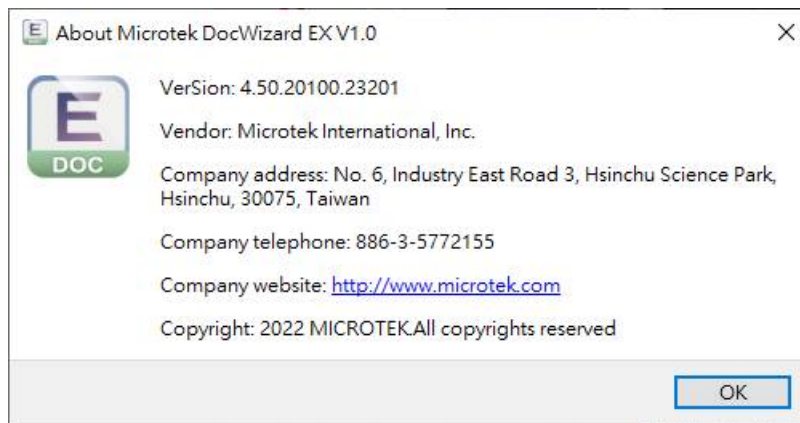 E About Microtek DocWizard EX V1.0
E
DOC
VerSion: 4.50.20100.23201
Vendor: Microtek International, Inc.
Company address: No. 6, Industry East Road 3, Hsinchu Science Park,
Hsinchu, 30075, Taiwan
Company telephone: 886-3-5772155
Company website: http://www.microtek.com
Copyright: 2022 MICROTEK.All copyrights reserved
OK